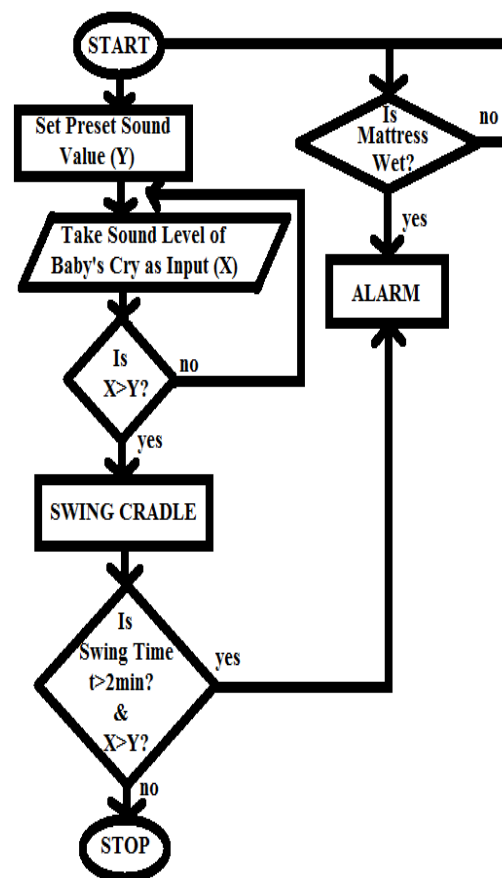 START
Set Preset Sound
Value (Y)
Take Sound Level of
Baby's Cry as Input (X)
Is
X>Y?
no
yes
SWING CRADLE
Is
Swing Time
t>2min?
&
X>Y?
yes
no
STOP
Is
Mattress
Wet?
no
yes
ALARM